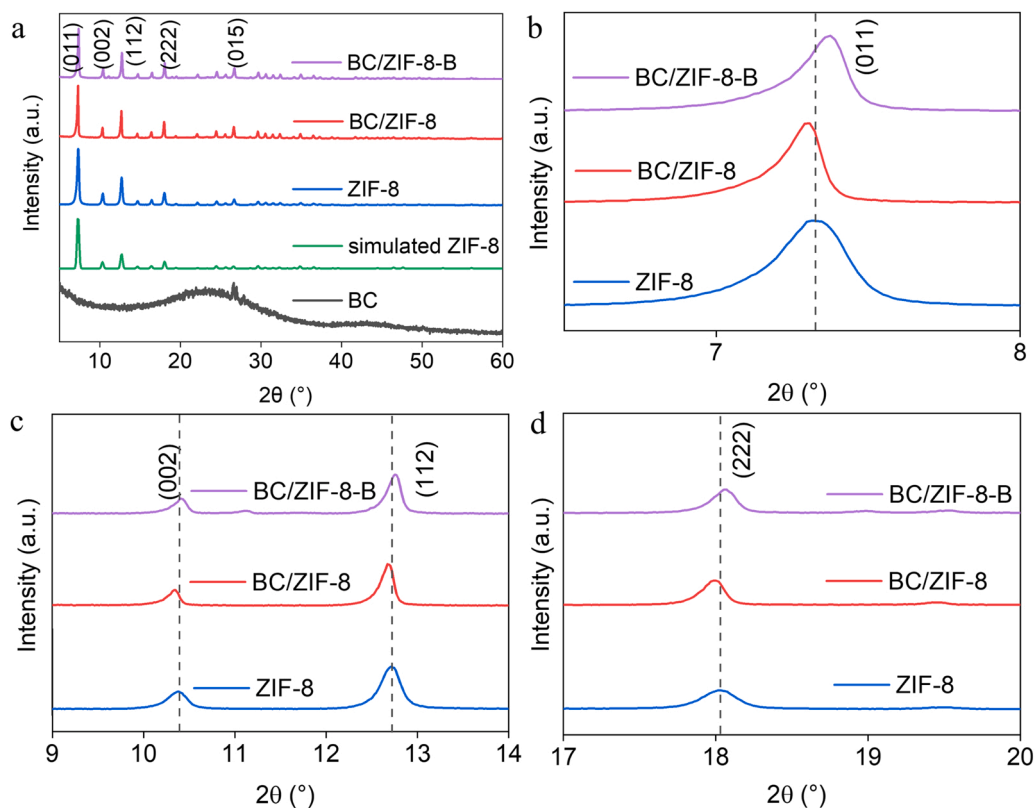 a
(011)
(002)
(112)
(222)
(015)
BC/ZIF-8-B
BC/ZIF-8
ZIF-8
simulated ZIF-8
BC
Intensity (a.u.)
10 20 30 40 50 60
2θ (°)
b
(011)
BC/ZIF-8-B
BC/ZIF-8
ZIF-8
Intensity (a.u.)
7 8
2θ (°)
c
(002)
(112)
BC/ZIF-8-B
BC/ZIF-8
ZIF-8
Intensity (a.u.)
9 10 11 12 13 14
2θ (°)
d
(222)
BC/ZIF-8-B
BC/ZIF-8
ZIF-8
Intensity (a.u.)
17 18 19 20
2θ (°)